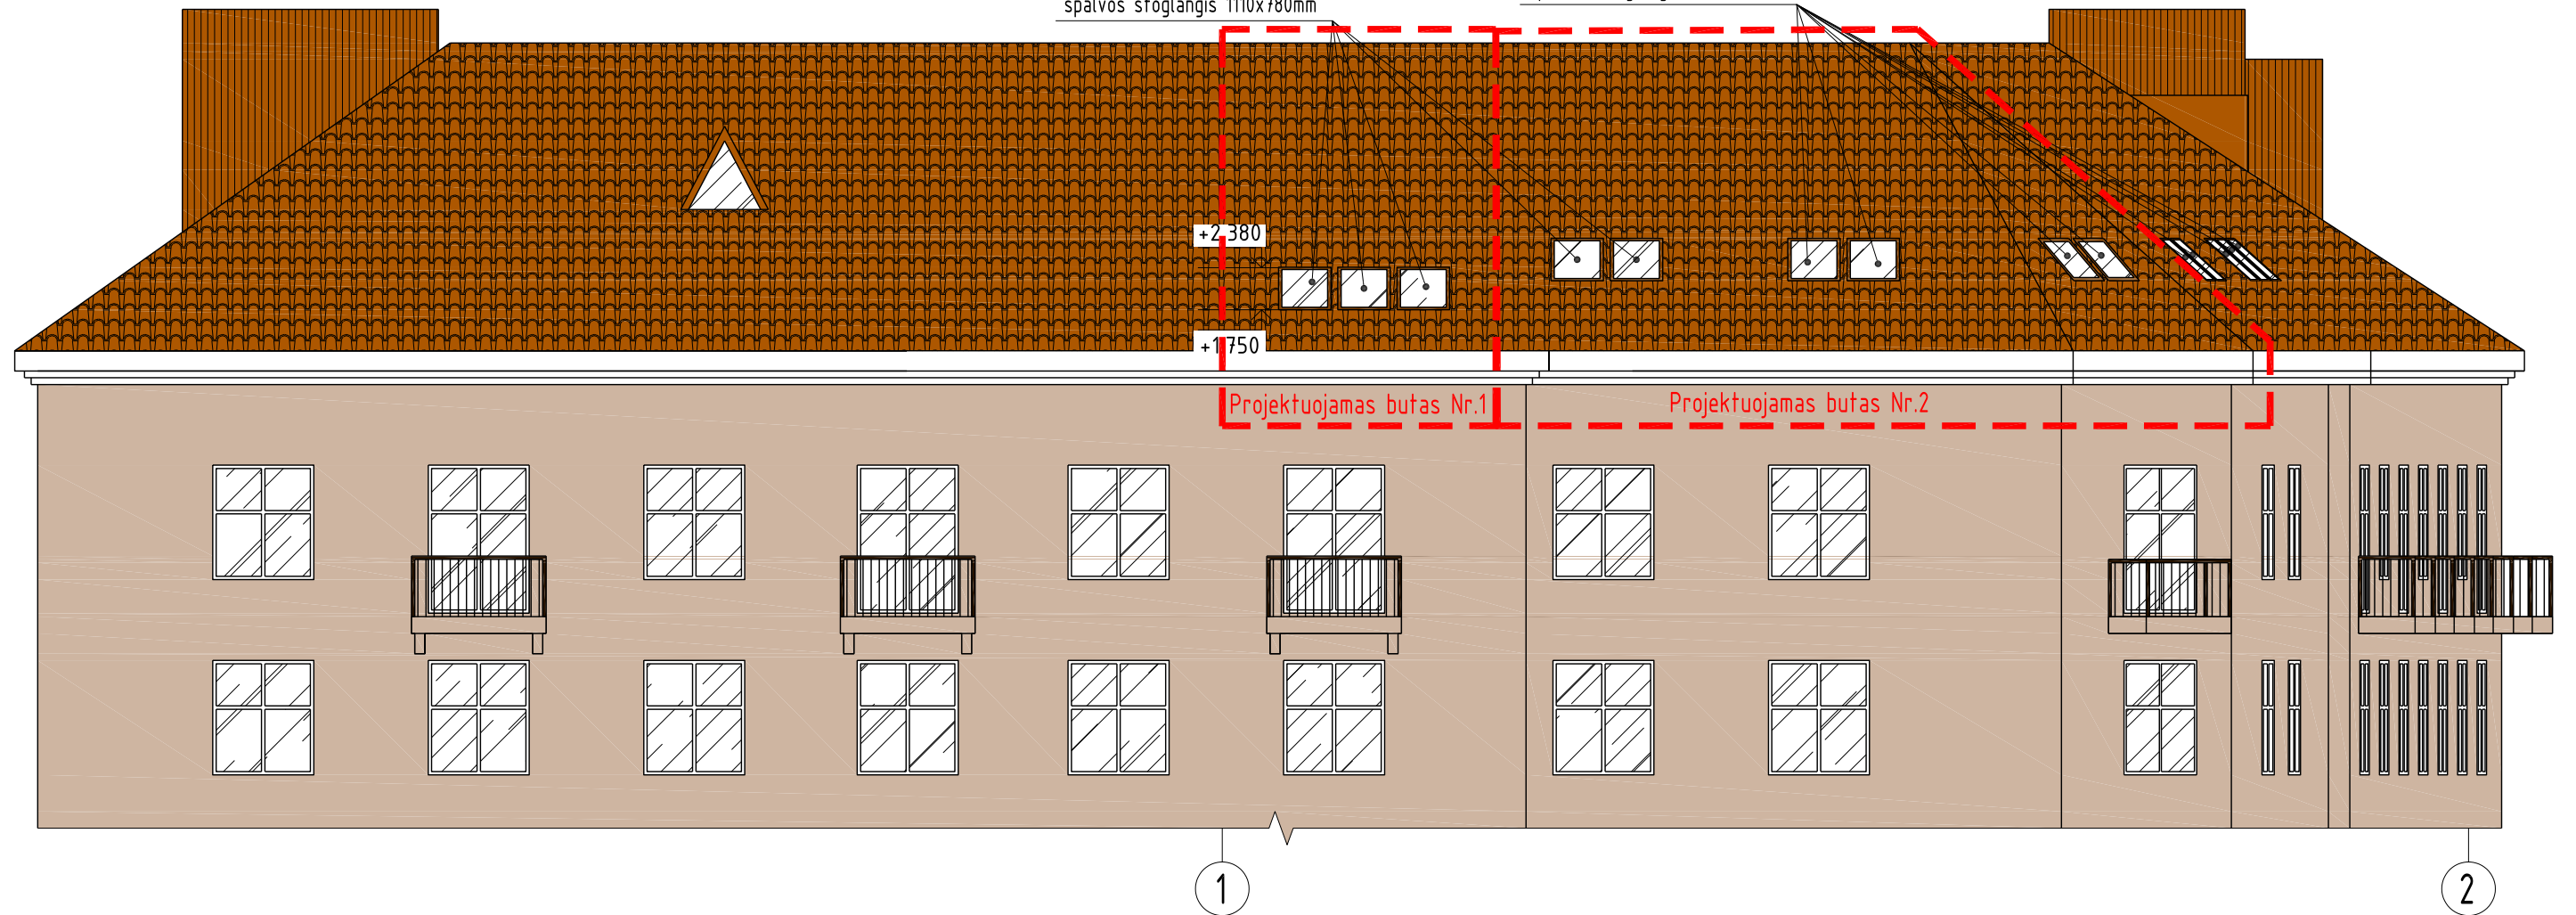 spalvos stoglangis 1110x780mm
+2.380
+1.750
Projektuojamas butas Nr.1
Projektuojamas butas Nr.2
1
2